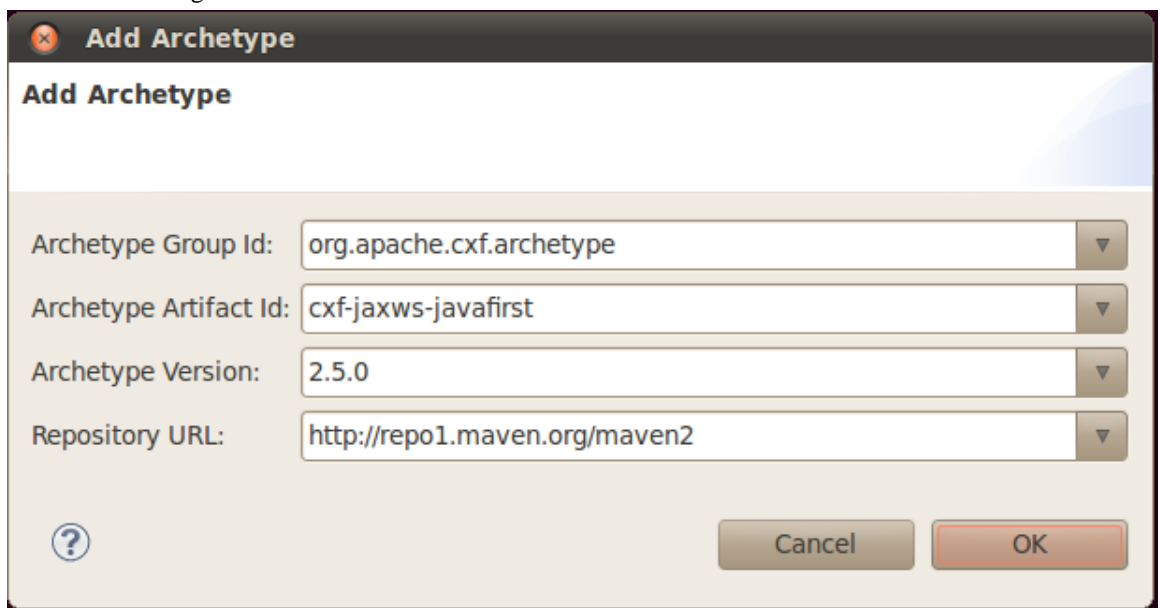 Add Archetype
Add Archetype
Archetype Group Id: org.apache.cxf.archetype
Archetype Artifact Id: cxf-jaxws-javafirst
Archetype Version: 2.5.0
Repository URL: http://repo1.maven.org/maven2
? Cancel OK